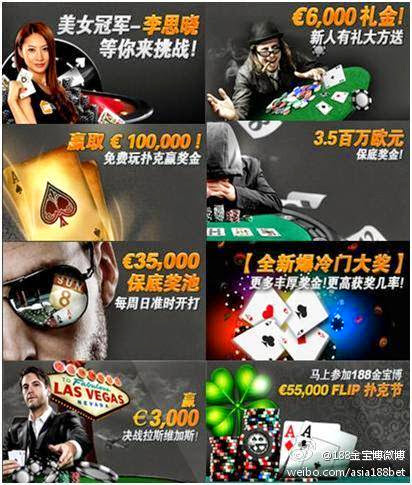 美女冠军-李思晓
等你来挑战!
€6,000 礼金!
新人有礼大方送
赢取 € 100,000 !
免费玩扑克赢奖金!
A
3.5百万欧元
保底奖金!
€35,000
保底奖池
每周日准时开打
SUN
8
【全新爆冷门大奖】
更多丰厚奖金!更高获奖几率!
WELCOME
TO Fabulous
LAS VEGAS
NEVADA
赢
€3,000
决战拉斯维加斯!
马上参加188金宝博
€55,000 FLIP 扑克节
A
A
@188金宝博微博
weibo.com/asia188bet